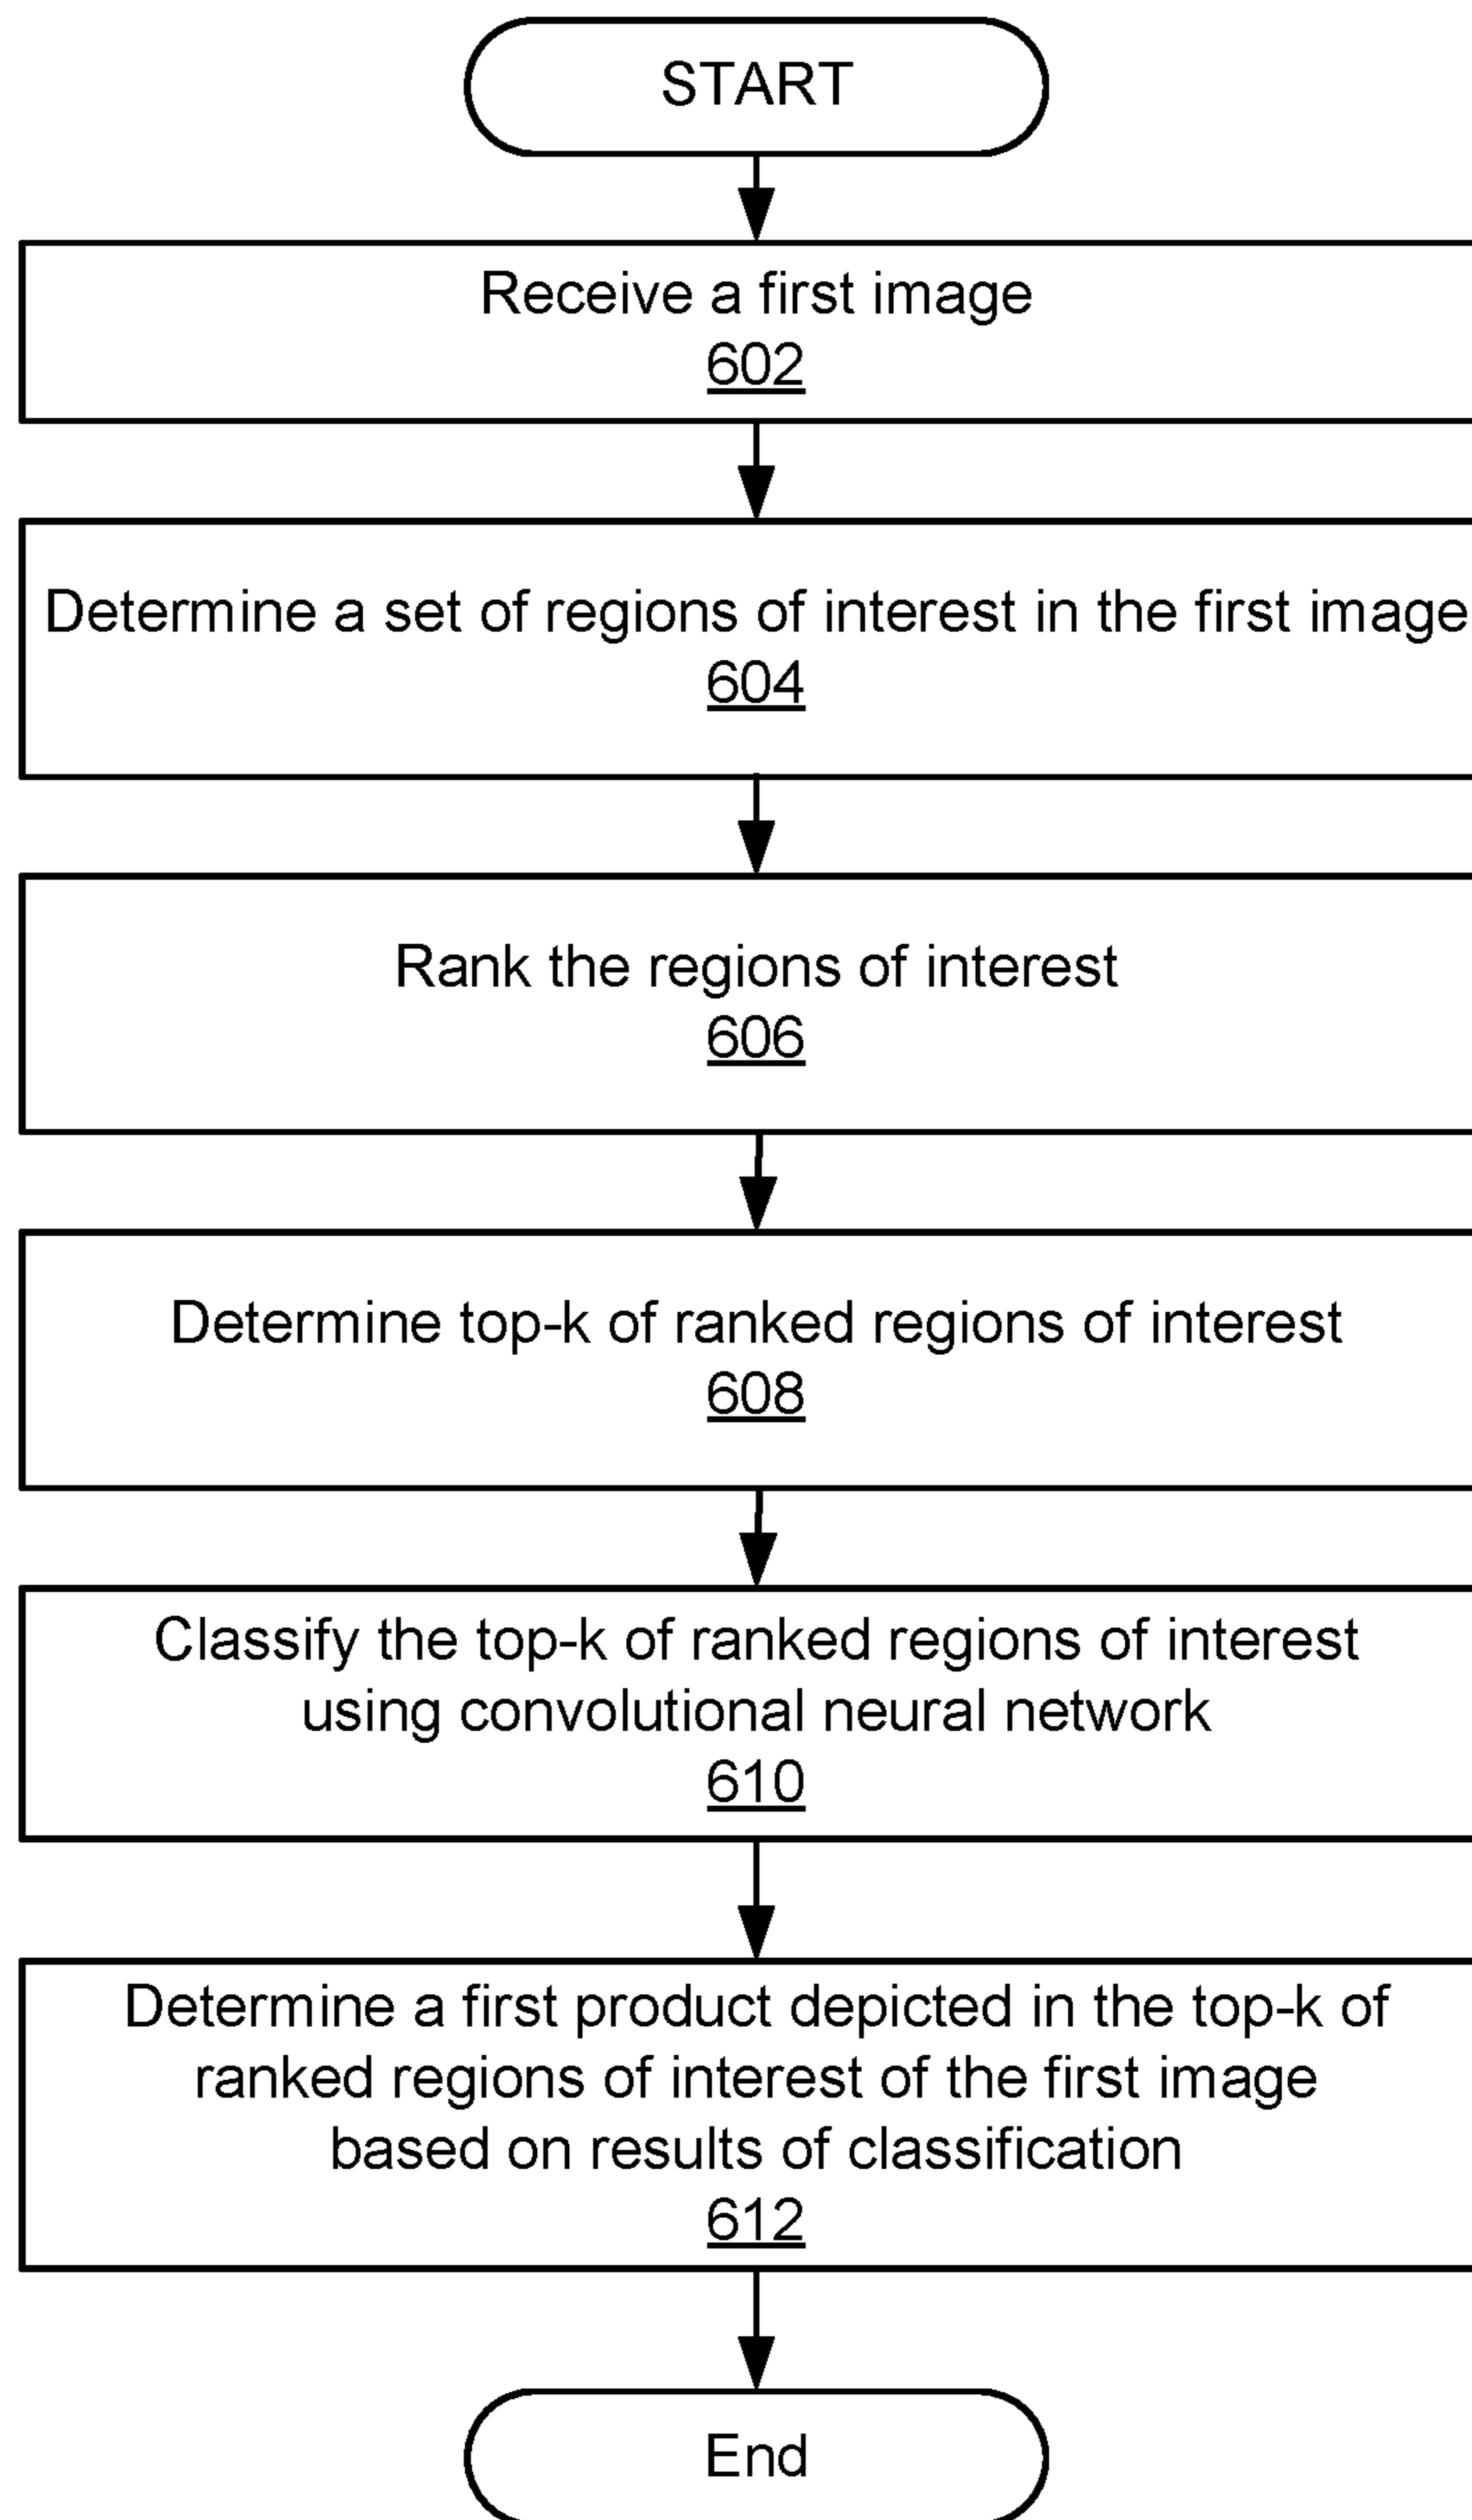 START
Receive a first image
602
Determine a set of regions of interest in the first image
604
Rank the regions of interest
606
Determine top-k of ranked regions of interest
608
Classify the top-k of ranked regions of interest
using convolutional neural network
610
Determine a first product depicted in the top-k of
ranked regions of interest of the first image
based on results of classification
612
End